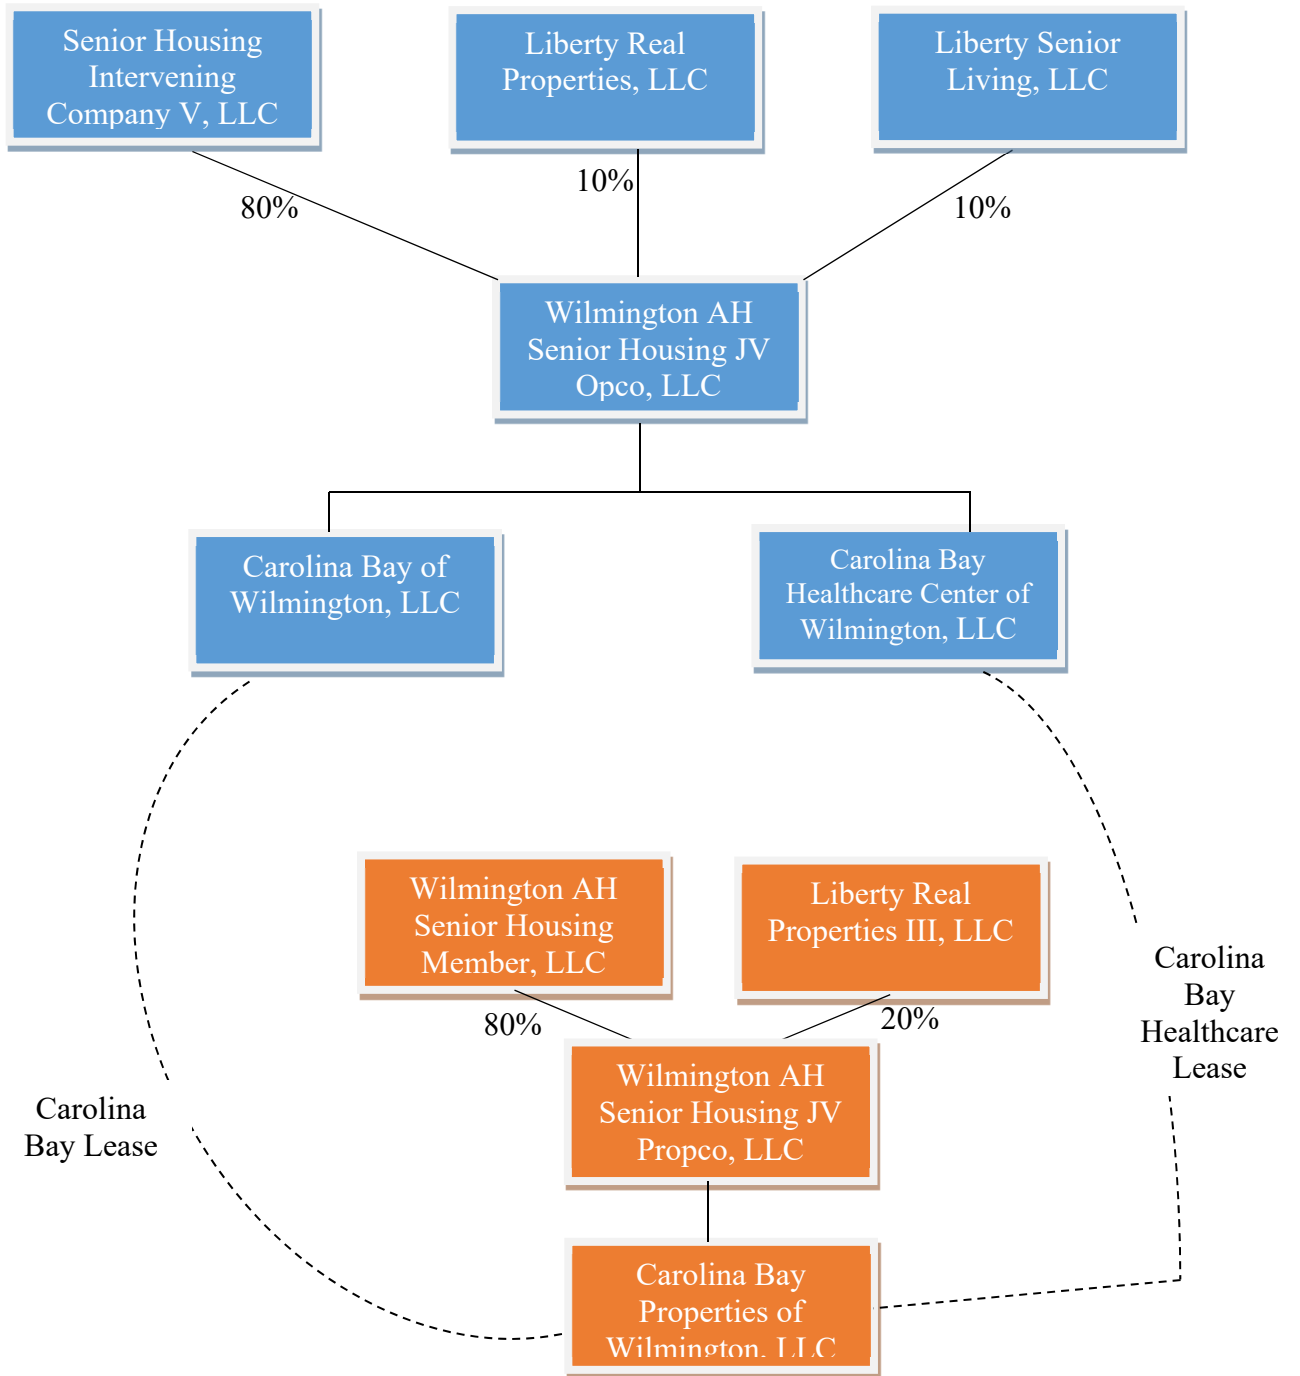 Senior Housing
Intervening
Company V, LLC
Liberty Real
Properties, LLC
Liberty Senior
Living, LLC
80%
10%
10%
Wilmington AH
Senior Housing JV
Opco, LLC
Carolina Bay of
Wilmington, LLC
Carolina Bay
Healthcare Center of
Wilmington, LLC
Wilmington AH
Senior Housing
Member, LLC
Liberty Real
Properties III, LLC
80%
20%
Carolina
Bay
Healthcare
Lease
Wilmington AH
Senior Housing JV
Propco, LLC
Carolina
Bay Lease
Carolina Bay
Properties of
Wilmington, LLC